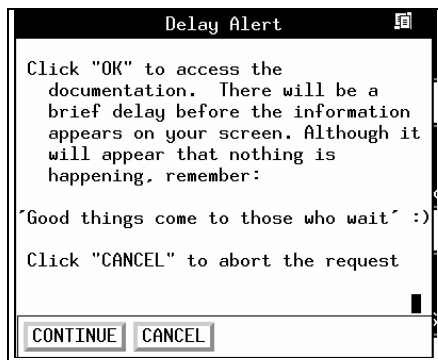 Delay Alert
Click "OK" to access the
documentation.  There will be a
brief delay before the information
appears on your screen. Although it
will appear that nothing is
happening, remember:
´Good things come to those who wait´ :)
Click "CANCEL" to abort the request
CONTINUE CANCEL